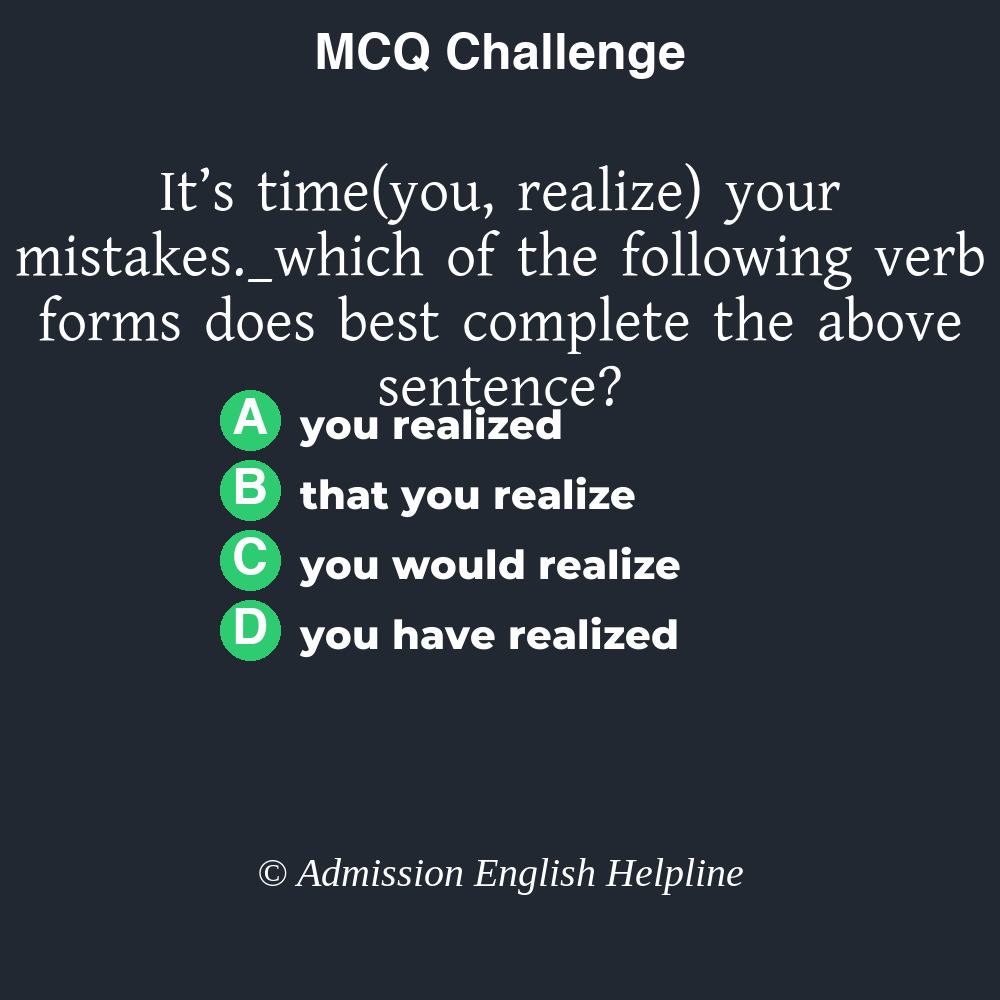 MCQ Challenge
It’s time(you, realize) your
mistakes._which of the following verb
forms does best complete the above
sentence?
A you realized
B that you realize
C you would realize
D you have realized
© Admission English Helpline